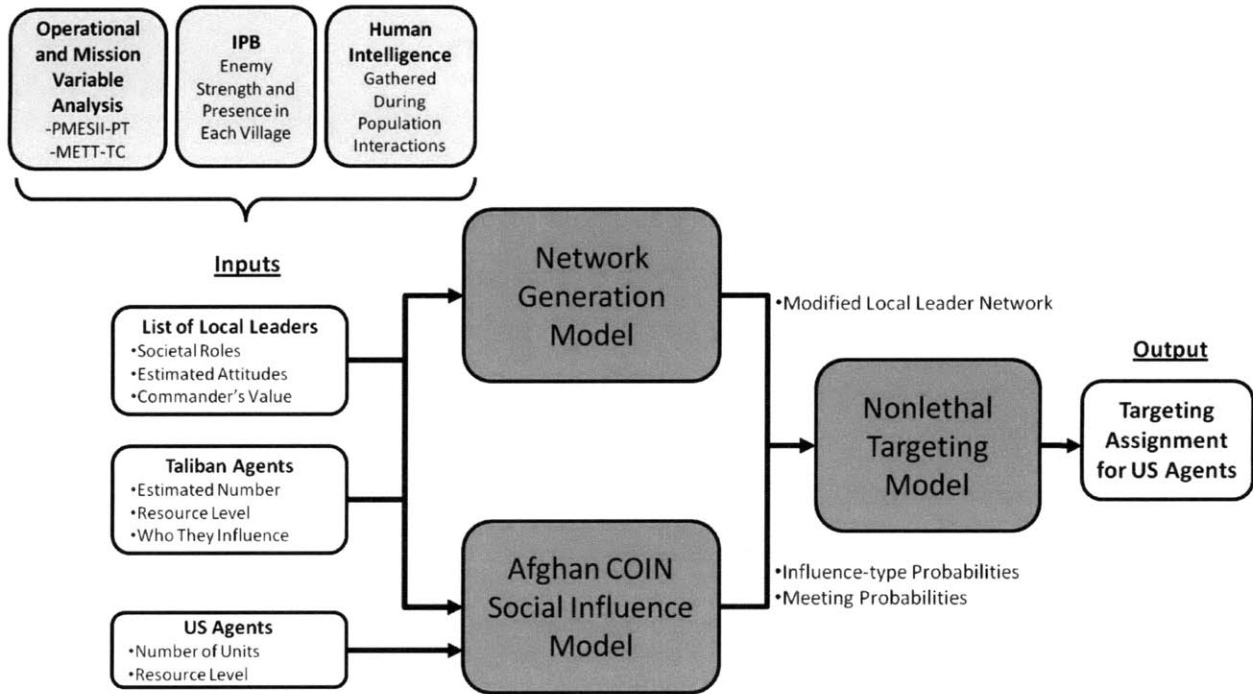 Operational
and Mission
Variable
Analysis
-PMESII-PT
-METT-TC
IPB
Enemy
Strength and
Presence in
Each Village
Human
Intelligence
Gathered
During
Population
Interactions
Inputs
List of Local Leaders
•Societal Roles
•Estimated Attitudes
•Commander's Value
Taliban Agents
•Estimated Number
•Resource Level
•Who They Influence
US Agents
•Number of Units
•Resource Level
Network
Generation
Model
Afghan COIN
Social Influence
Model
•Modified Local Leader Network
•Influence-type Probabilities
•Meeting Probabilities
Nonlethal
Targeting
Model
Output
Targeting
Assignment
for US Agents